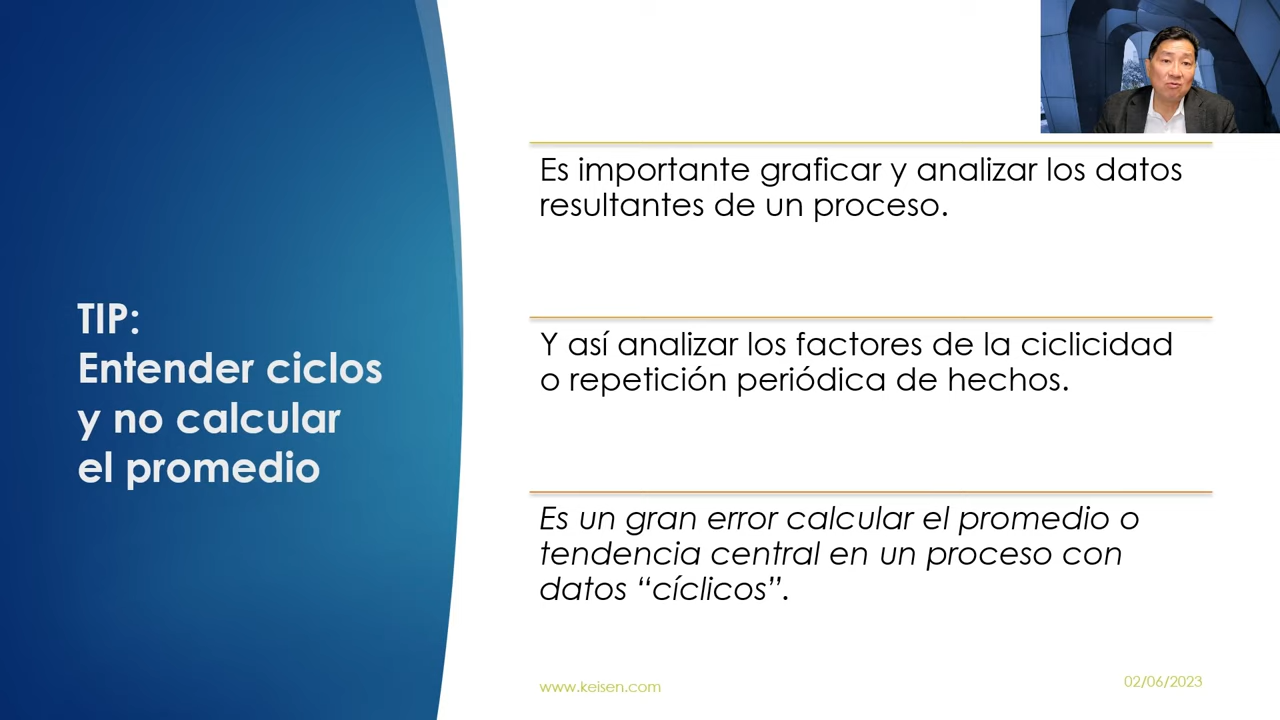 TIP:
Entender ciclos
y no calcular
el promedio
Es importante graficar y analizar los datos
resultantes de un proceso.
Y así analizar los factores de la ciclicidad
o repetición periódica de hechos.
Es un gran error calcular el promedio o
tendencia central en un proceso con
datos “cíclicos”.
www.keisen.com
02/06/2023